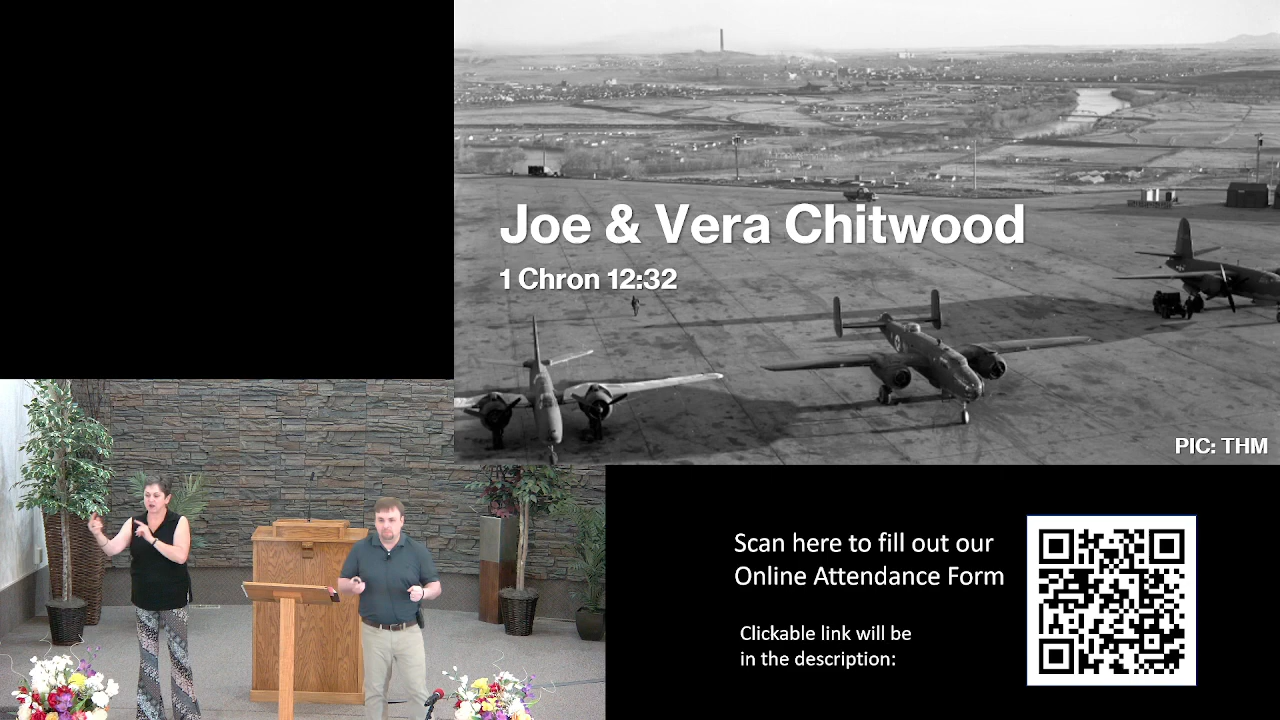 Joe & Vera Chitwood
1 Chron 12:32
PIC: THM
Scan here to fill out our
Online Attendance Form
Clickable link will be
in the description: